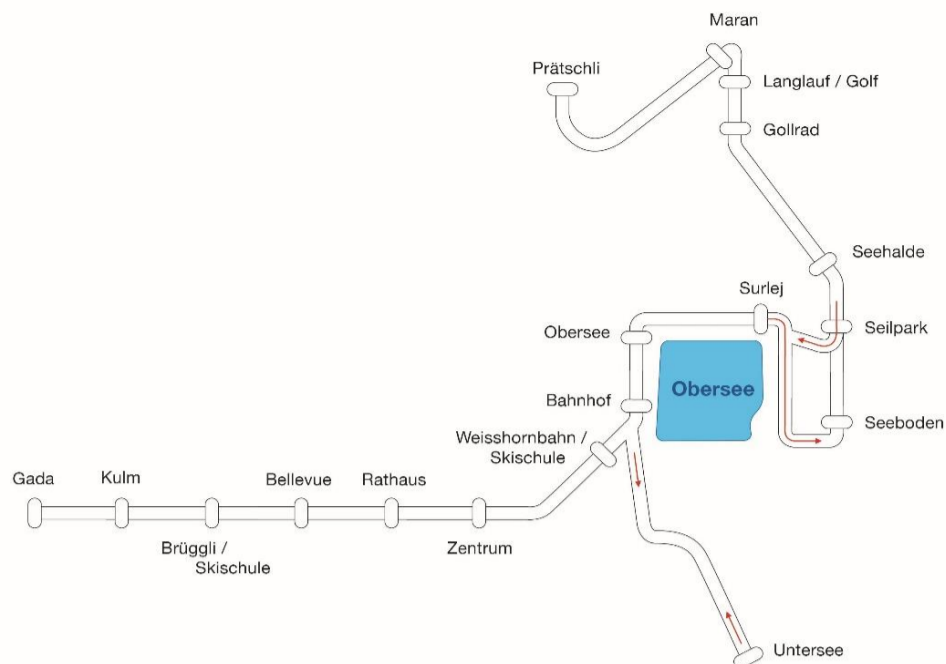 Maran
Prätschli
Langlauf / Golf
Gollrad
Seehalde
Surlej
Seilpark
Obersee
Obersee
Bahnhof
Seeboden
Weisshornbahn /
Skischule
Gada
Kulm
Bellevue
Rathaus
Brüggli /
Skischule
Zentrum
Untersee